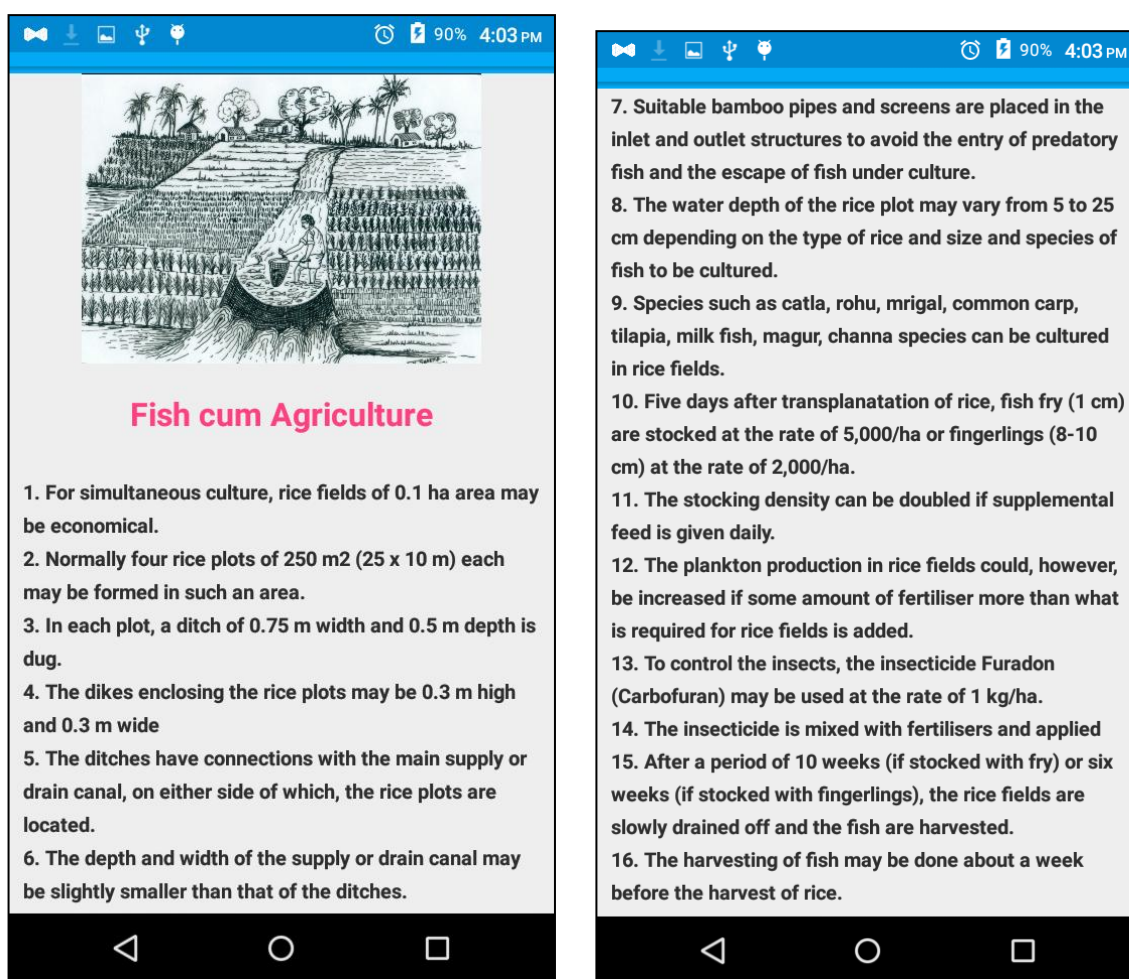 90% 4:03 PM
Fish cum Agriculture
1. For simultaneous culture, rice fields of 0.1 ha area may
be economical.
2. Normally four rice plots of 250 m2 (25 x 10 m) each
may be formed in such an area.
3. In each plot, a ditch of 0.75 m width and 0.5 m depth is
dug.
4. The dikes enclosing the rice plots may be 0.3 m high
and 0.3 m wide
5. The ditches have connections with the main supply or
drain canal, on either side of which, the rice plots are
located.
6. The depth and width of the supply or drain canal may
be slightly smaller than that of the ditches.
90% 4:03 PM
7. Suitable bamboo pipes and screens are placed in the
inlet and outlet structures to avoid the entry of predatory
fish and the escape of fish under culture.
8. The water depth of the rice plot may vary from 5 to 25
cm depending on the type of rice and size and species of
fish to be cultured.
9. Species such as catla, rohu, mrigal, common carp,
tilapia, milk fish, magur, channa species can be cultured
in rice fields.
10. Five days after transplanatation of rice, fish fry (1 cm)
are stocked at the rate of 5,000/ha or fingerlings (8-10
cm) at the rate of 2,000/ha.
11. The stocking density can be doubled if supplemental
feed is given daily.
12. The plankton production in rice fields could, however,
be increased if some amount of fertiliser more than what
is required for rice fields is added.
13. To control the insects, the insecticide Furadon
(Carbofuran) may be used at the rate of 1 kg/ha.
14. The insecticide is mixed with fertilisers and applied
15. After a period of 10 weeks (if stocked with fry) or six
weeks (if stocked with fingerlings), the rice fields are
slowly drained off and the fish are harvested.
16. The harvesting of fish may be done about a week
before the harvest of rice.